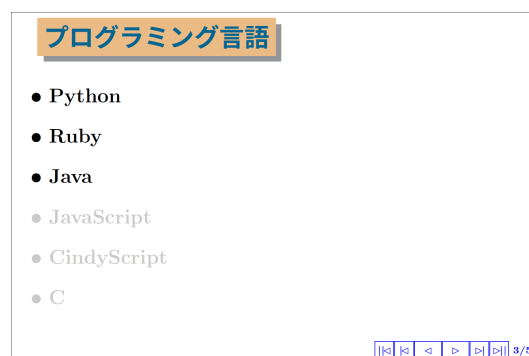 プログラミング言語
• Python
• Ruby
• Java
• JavaScript
• CindyScript
• C
3/5